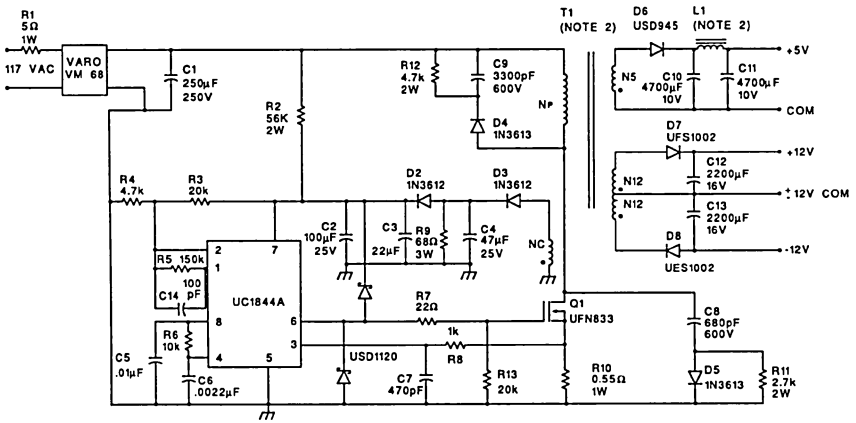 R1
5Ω
1W
117 VAC
VARO
VM 68
C1
250µF
250V
R2
56K
2W
R12
4.7k
2W
C9
3300pF
600V
D4
1N3613
NP
T1
(NOTE 2)
D6
USD945
L1
(NOTE 2)
+5V
N5
C10
4700µF
10V
C11
4700µF
10V
COM
D7
UFS1002
+12V
C12
2200µF
16V
N12
N12
± 12V COM
C13
2200µF
16V
D8
UES1002
-12V
R4
4.7k
R3
20k
D2
1N3612
D3
1N3612
C2
100µF
25V
C3
22µF
R9
68Ω
3W
C4
47µF
25V
NC
2
7
R5 150k
1
C14
100
pF
UC1844A
8
6
R6
10k
4
5
3
C5
.01µF
C6
.0022µF
USD1120
R7
22Ω
1k
R8
C7
470pF
R13
20k
Q1
UFN833
R10
0.55Ω
1W
C8
680pF
600V
D5
1N3613
R11
2.7k
2W